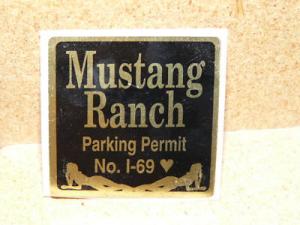 Mustang
Ranch
Parking Permit
No. I-69 ♥